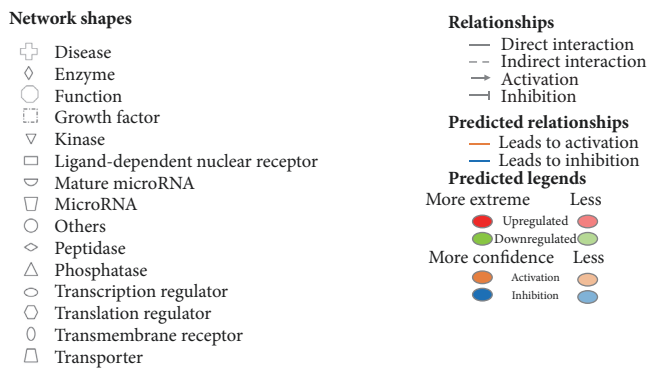 Network shapes
Disease
Enzyme
Function
Growth factor
Kinase
Ligand-dependent nuclear receptor
Mature microRNA
MicroRNA
Others
Peptidase
Phosphatase
Transcription regulator
Translation regulator
Transmembrane receptor
Transporter
Relationships
Direct interaction
Indirect interaction
Activation
Inhibition
Predicted relationships
Leads to activation
Leads to inhibition
Predicted legends
More extreme Less
Upregulated
Downregulated
More confidence Less
Activation
Inhibition